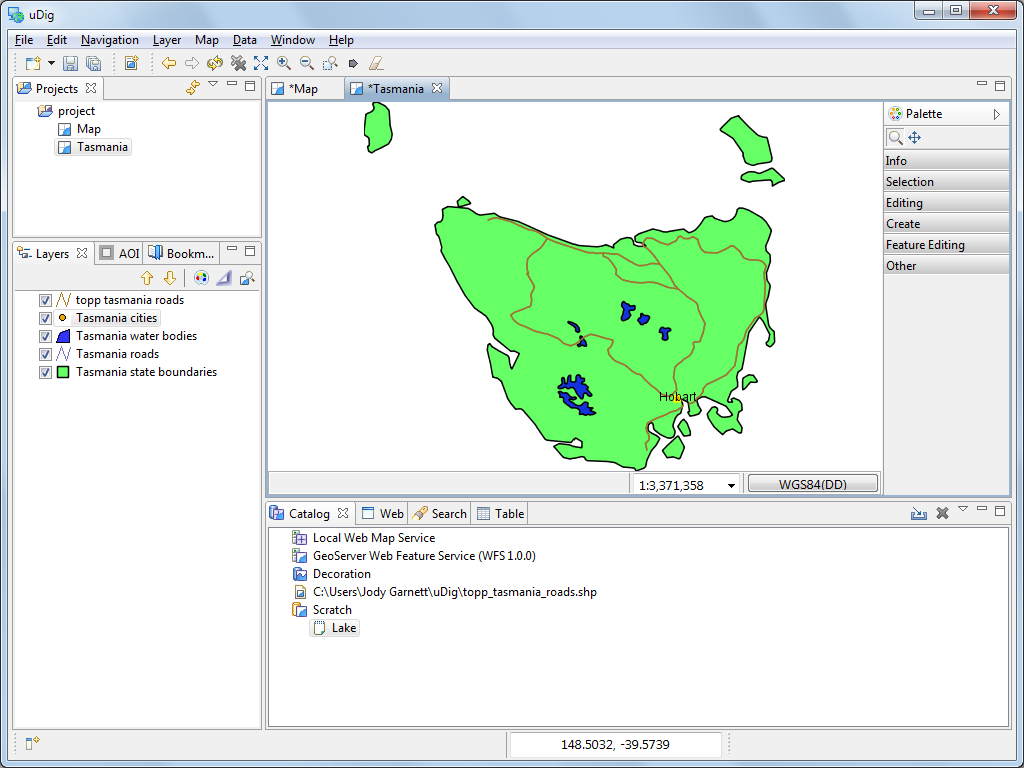 uDig
File Edit Navigation Layer Map Data Window Help
Projects
project
Map
Tasmania
Layers AOI Bookm...
topp tasmania roads
Tasmania cities
Tasmania water bodies
Tasmania roads
Tasmania state boundaries
*Map *Tasmania
Hobart
1:3,371,358 WGS84(DD)
Palette
Info
Selection
Editing
Create
Feature Editing
Other
Catalog Web Search Table
Local Web Map Service
GeoServer Web Feature Service (WFS 1.0.0)
Decoration
C:\Users\Jody Garnett\uDig\topp_tasmania_roads.shp
Scratch
Lake
148.5032, -39.5739